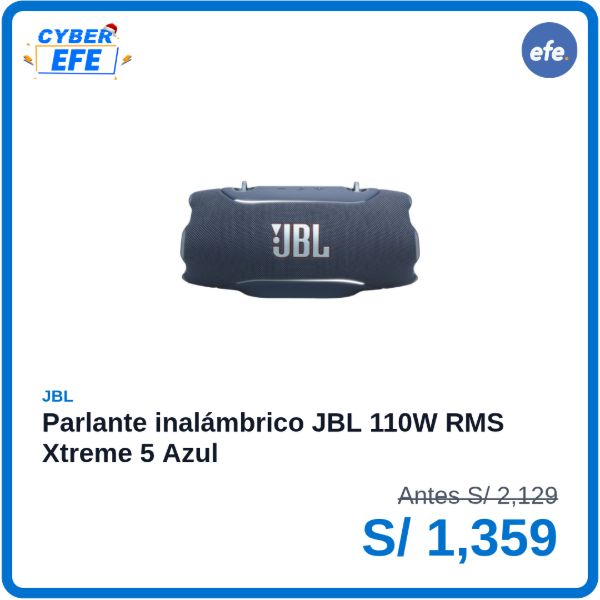 CYBER
EFE
efe.
JBL
JBL
Parlante inalámbrico JBL 110W RMS
Xtreme 5 Azul
Antes S/ 2,129
S/ 1,359